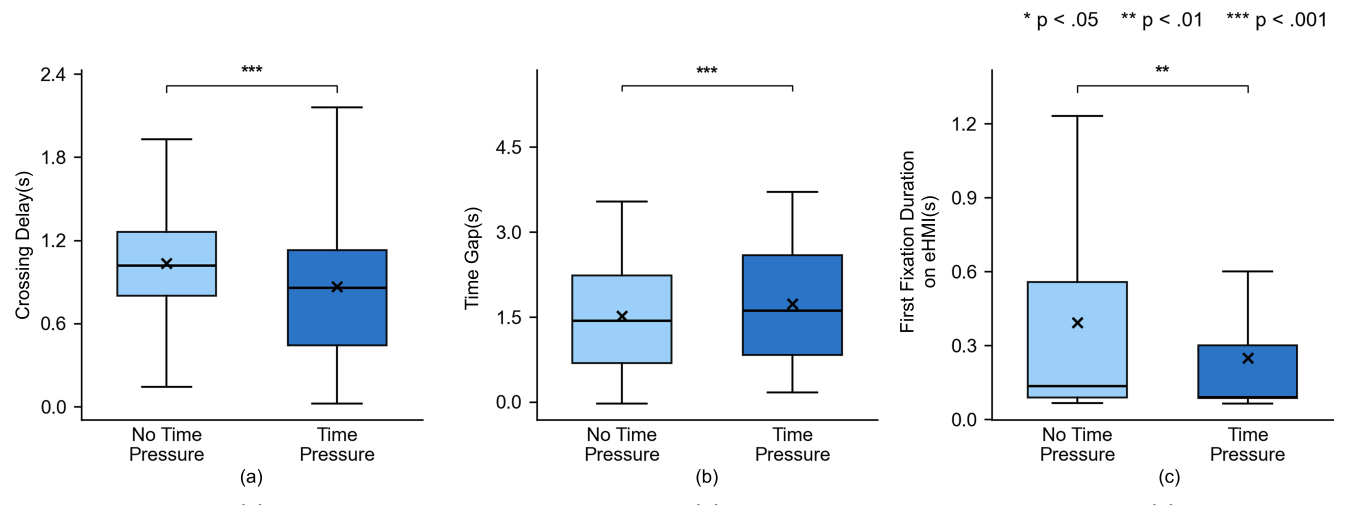 * p < .05 ** p < .01 *** p < .001
***
2.4
1.8
1.2
0.6
0.0
Crossing Delay(s)
No Time
Pressure
Time
Pressure
(a)
***
4.5
3.0
1.5
0.0
Time Gap(s)
No Time
Pressure
Time
Pressure
(b)
**
1.2
0.9
0.6
0.3
0.0
First Fixation Duration
on eHMI(s)
No Time
Pressure
Time
Pressure
(c)